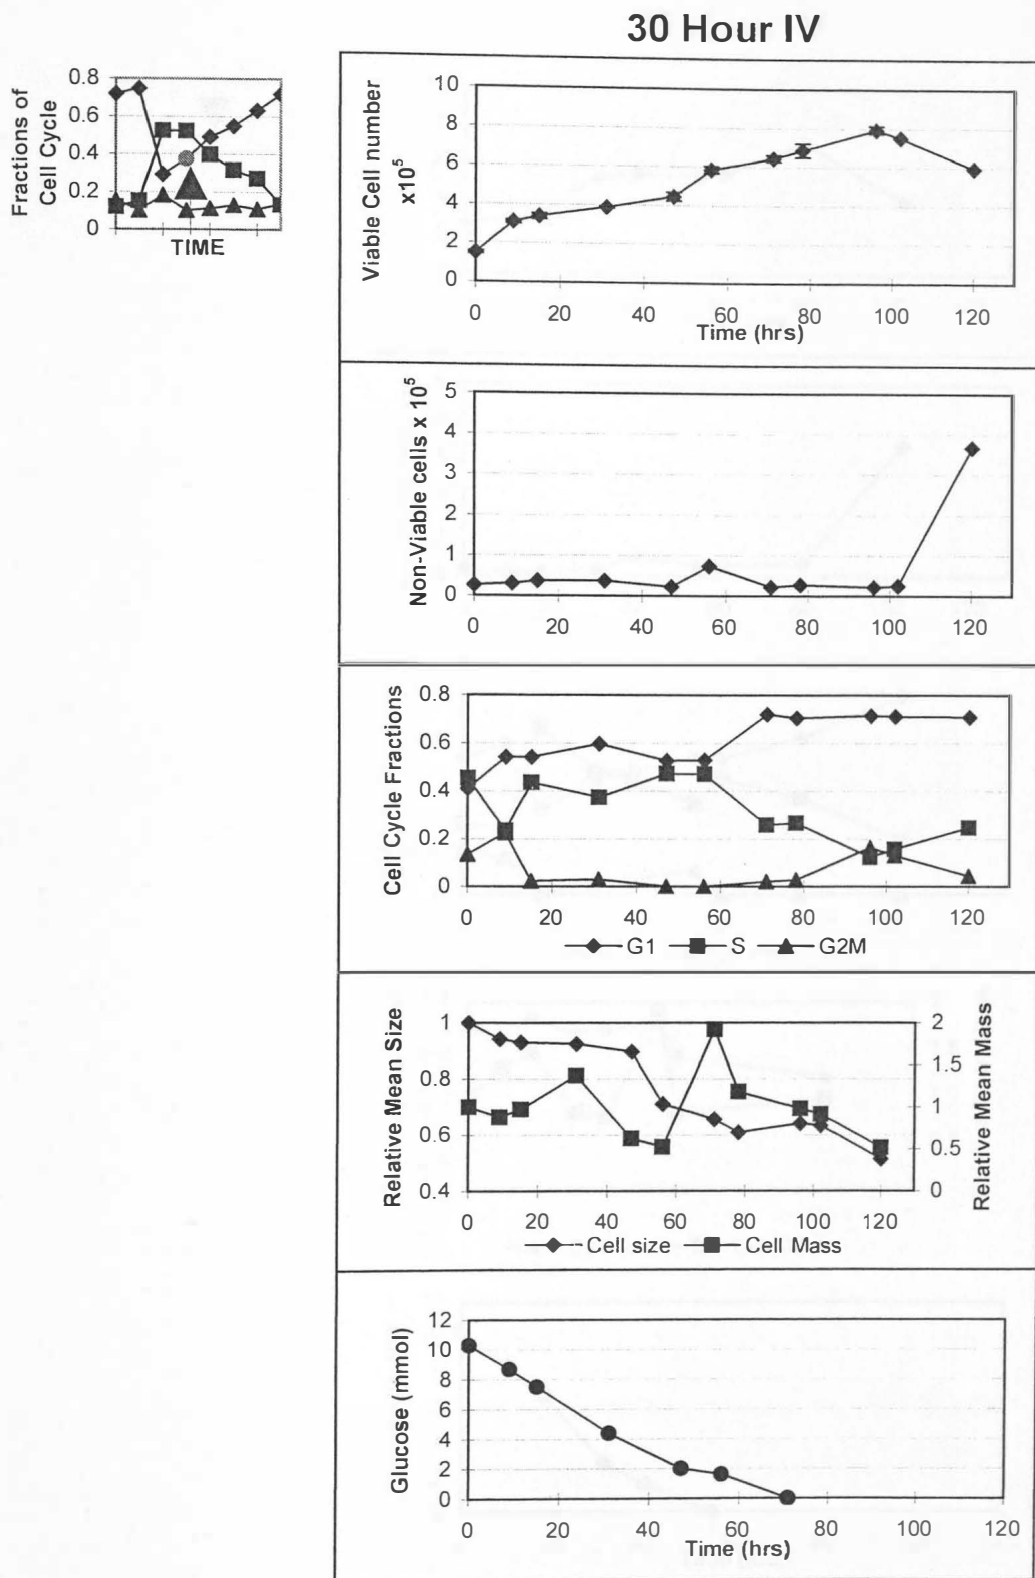 30 Hour IV
Fractions of
Cell Cycle
0.8
0.6
0.4
0.2
0
TIME
Viable Cell number
x10⁵
10
8
6
4
2
0
0 20 40 60 80 100 120
Time (hrs)
Non-Viable cells x 10⁵
5
4
3
2
1
0
0 20 40 60 80 100 120
Cell Cycle Fractions
0.8
0.6
0.4
0.2
0
0 20 40 60 80 100 120
G1 S G2M
Relative Mean Size
1
0.8
0.6
0.4
2
1.5
1
0.5
0
Relative Mean Mass
0 20 40 60 80 100 120
Cell size Cell Mass
Glucose (mmol)
12
10
8
6
4
2
0
0 20 40 60 80 100 120
Time (hrs)